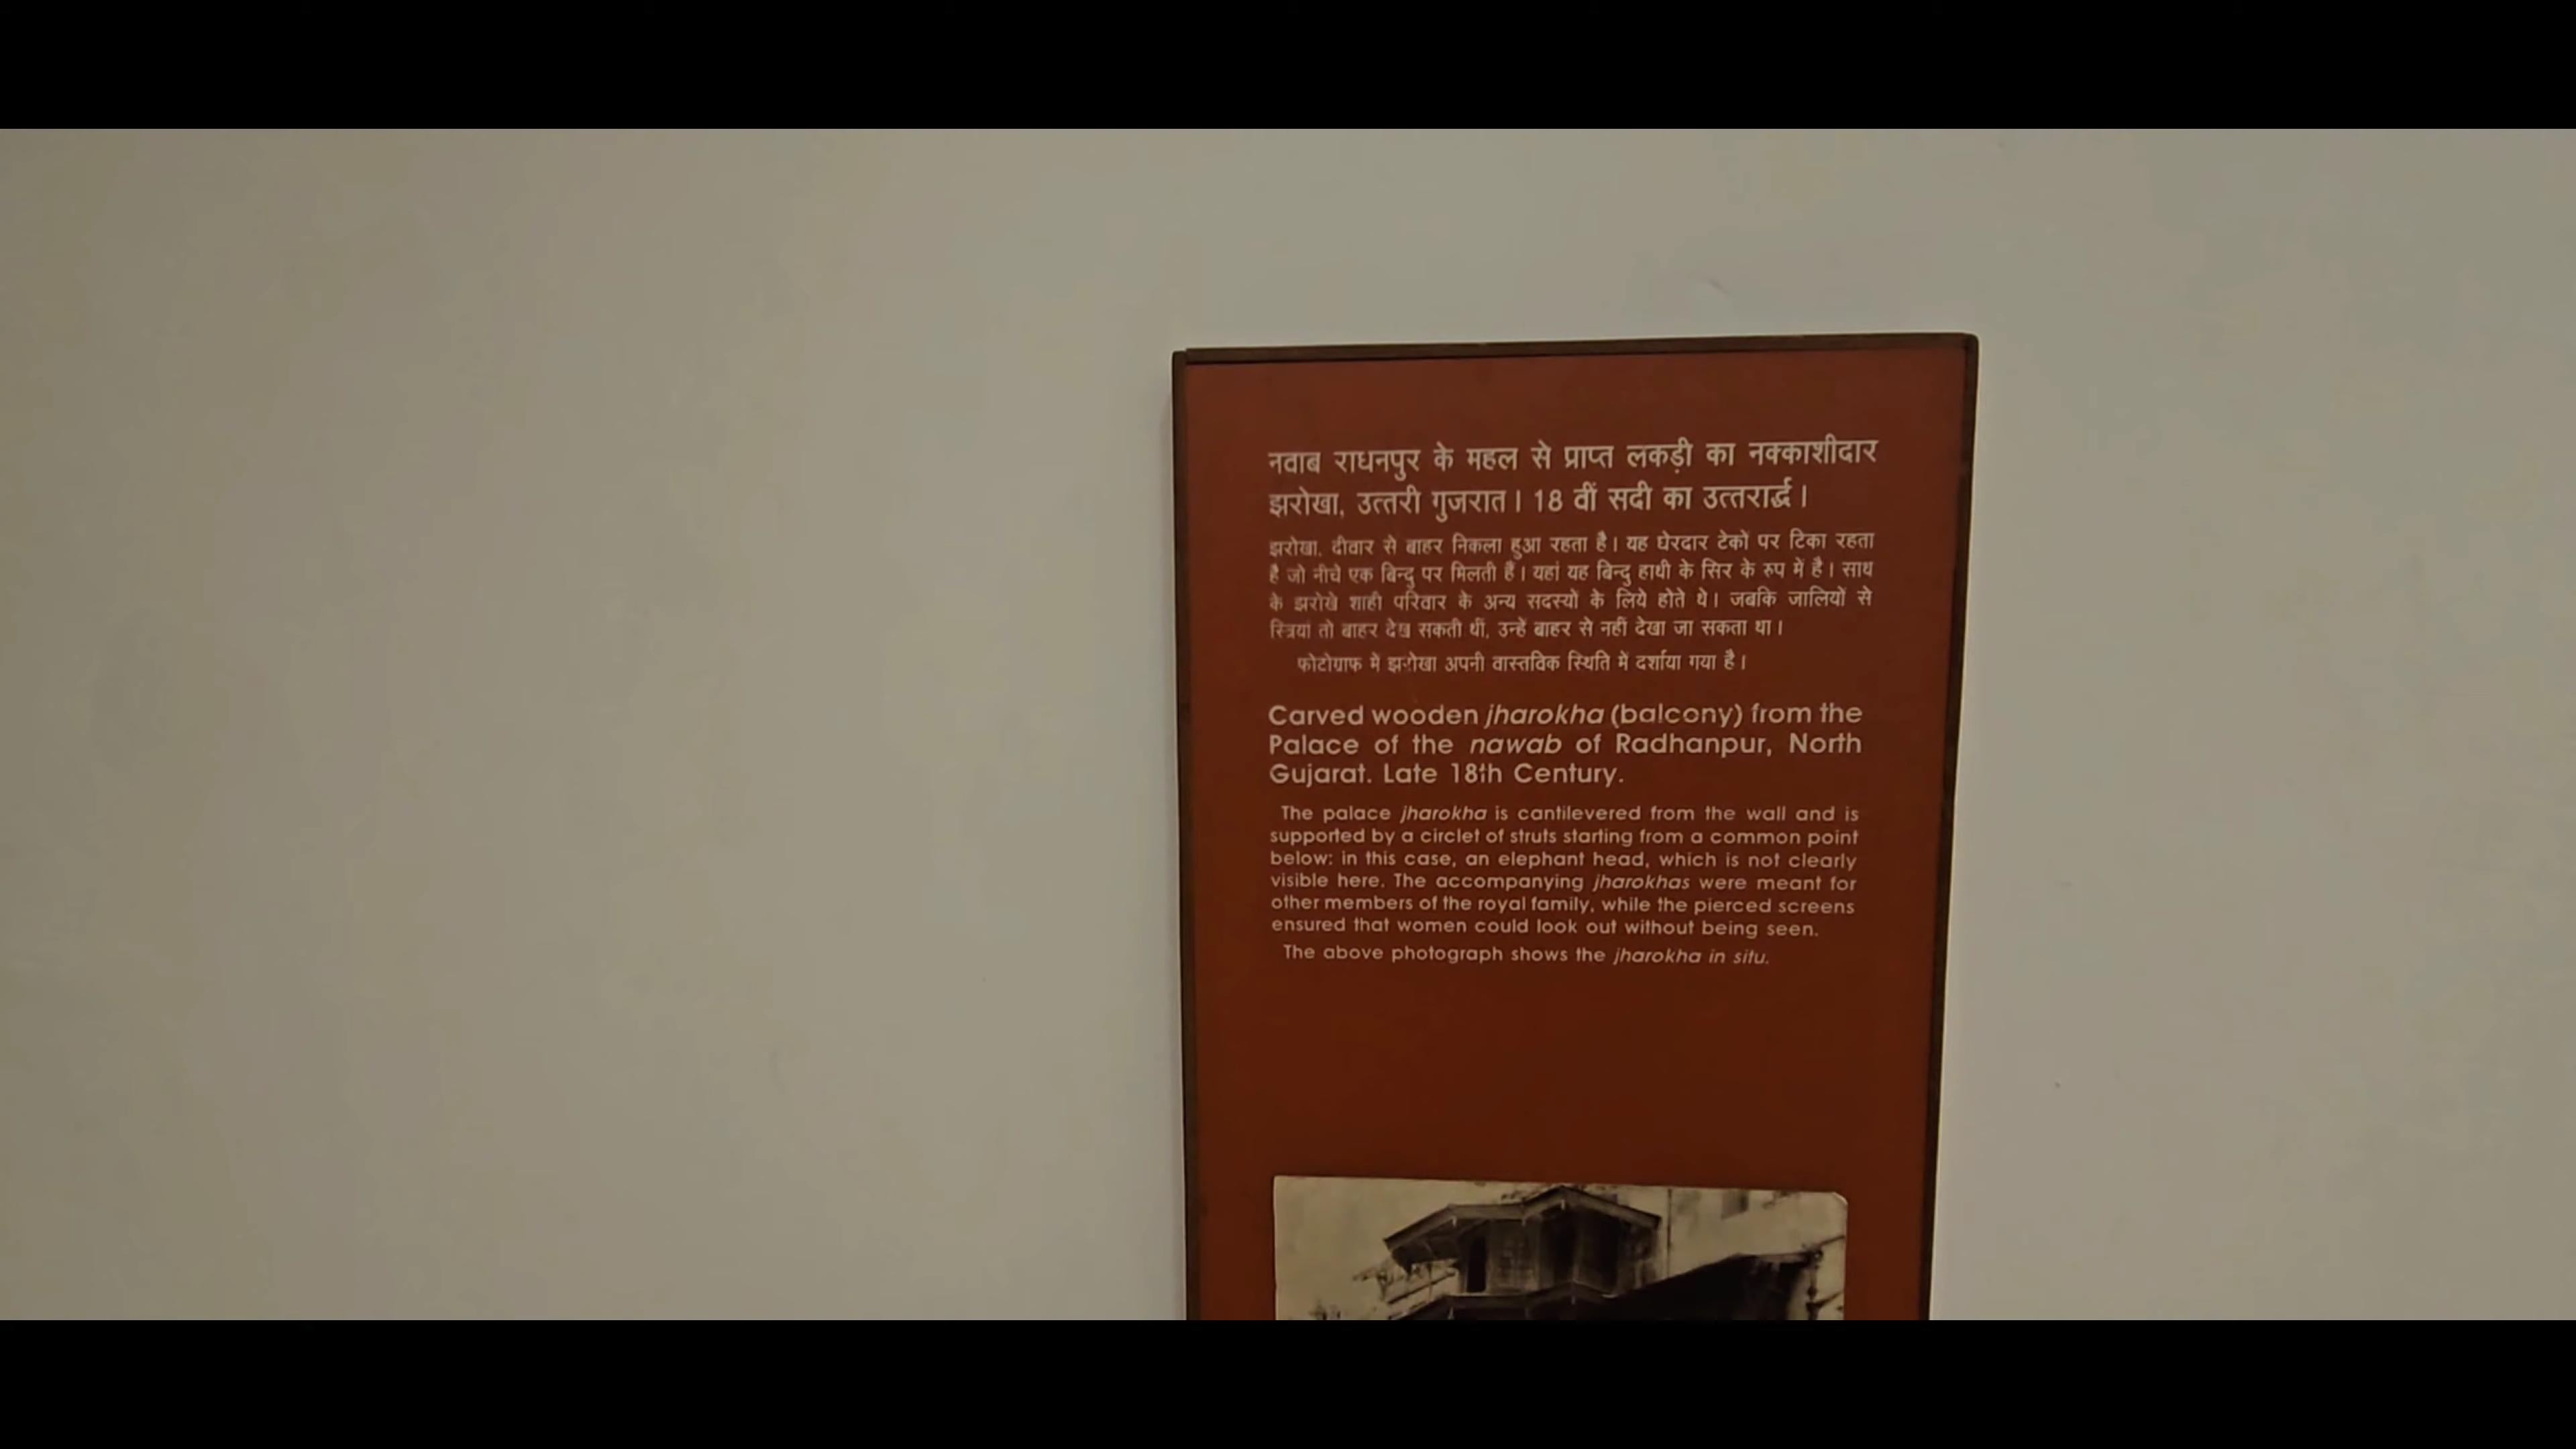 नवाब राधनपुर के महल से प्राप्त लकड़ी का नक्काशीदार
झरोखा, उत्तरी गुजरात। 18 वीं सदी का उत्तरार्द्ध।
झरोखा, दीवार से बाहर निकला हुआ रहता है। यह घेरदार टेकों पर टिका रहता
है जो नीचे एक बिन्दु पर मिलती हैं। यहां यह बिन्दु हाथी के सिर के रुप में है। साथ
के झरोखे शाही परिवार के अन्य सदस्यों के लिये होते थे। जबकि जालियों से
स्त्रियां तो बाहर देख सकती थीं, उन्हें बाहर से नहीं देखा जा सकता था।
फोटोग्राफ में झरोखा अपनी वास्तविक स्थिति में दर्शाया गया है।
Carved wooden jharokha (balcony) from the
Palace of the nawab of Radhanpur, North
Gujarat. Late 18th Century.
The palace jharokha is cantilevered from the wall and is
supported by a circlet of struts starting from a common point
below: in this case, an elephant head, which is not clearly
visible here. The accompanying jharokhas were meant for
other members of the royal family, while the pierced screens
ensured that women could look out without being seen.
The above photograph shows the jharokha in situ.